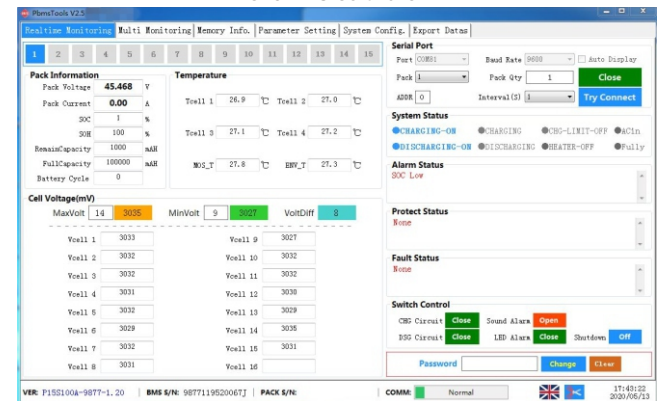 PbmsTools V2.5
Realtime Monitoring Multi Monitoring Memory Info. Parameter Setting System Config. Export Datas
1 2 3 4 5 6 7 8 9 10 11 12 13 14 15
Pack Information
Pack Voltage 45.468 V
Pack Current 0.00 A
SOC 1 %
SOH 100 %
RemainCapacity 1000 mAH
FullCapacity 100000 mAH
Battery Cycle 0
Temperature
Tcell 1 26.9 ℃ Tcell 2 27.0 ℃
Tcell 3 27.1 ℃ Tcell 4 27.2 ℃
MOS_T 27.8 ℃ ENV_T 27.3 ℃
Cell Voltage(mV)
MaxVolt 14 3035 MinVolt 9 3027 VoltDiff 8
Vcell 1 3033 Vcell 9 3027
Vcell 2 3032 Vcell 10 3032
Vcell 3 3032 Vcell 11 3032
Vcell 4 3031 Vcell 12 3030
Vcell 5 3032 Vcell 13 3029
Vcell 6 3029 Vcell 14 3035
Vcell 7 3032 Vcell 15 3031
Vcell 8 3031 Vcell 16
Serial Port
Port COM31 Baud Rate 9600 Auto Display
Pack 1 Pack Qty 1 Close
ADDR 0 Interval(S) 1 Try Connect
System Status
CHARGING-ON CHARGING CHG-LIMIT-OFF ACin
DISCHARGING-ON DISCHARGING HEATER-OFF Fully
Alarm Status
SOC Low
Protect Status
None
Fault Status
None
Switch Control
CHG Circuit Close Sound Alarm Open
DSG Circuit Close LED Alarm Close Shutdown Off
Password Change Clear
VER: P15S100A-9877-1.20 BMS S/N: 9877119520067J PACK S/N: COMM: Normal 17:43:22
2020/05/13